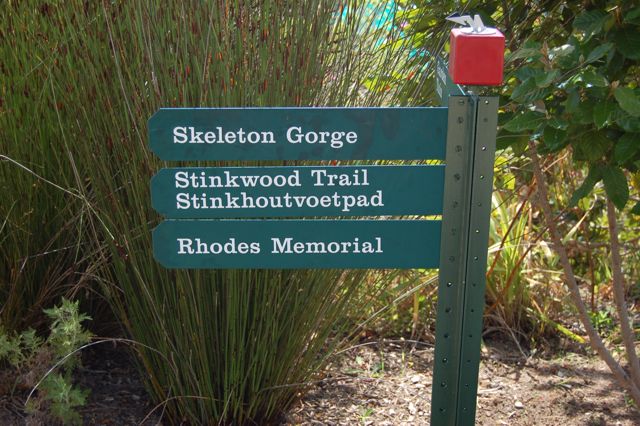 Skeleton Gorge
Stinkwood Trail
Stinkhoutvoetpad
Rhodes Memorial